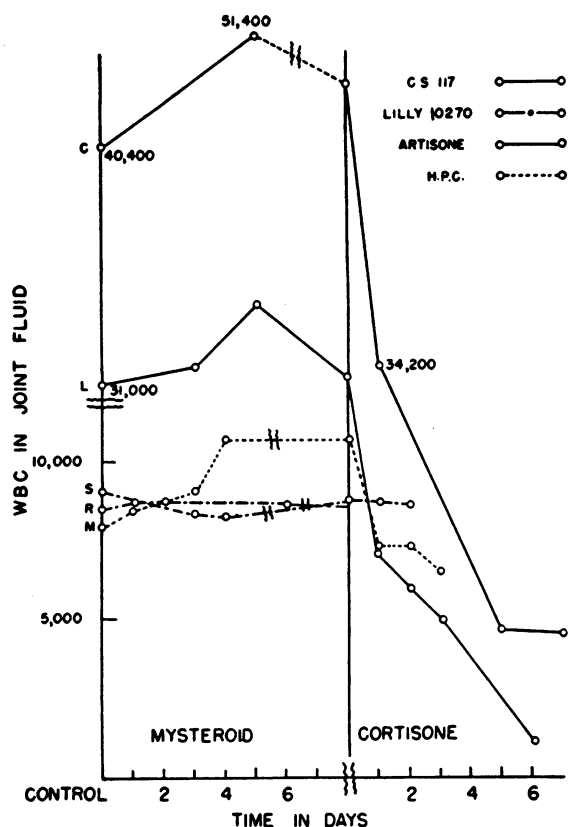 51,400
C S 117
LILLY 10270
ARTISONE
H.P.C.
C
40,400
34,200
L
31,000
WBC IN JOINT FLUID
10,000
S
R
M
5,000
MYSTEROID
CORTISONE
CONTROL 2 4 6 2 4 6
TIME IN DAYS